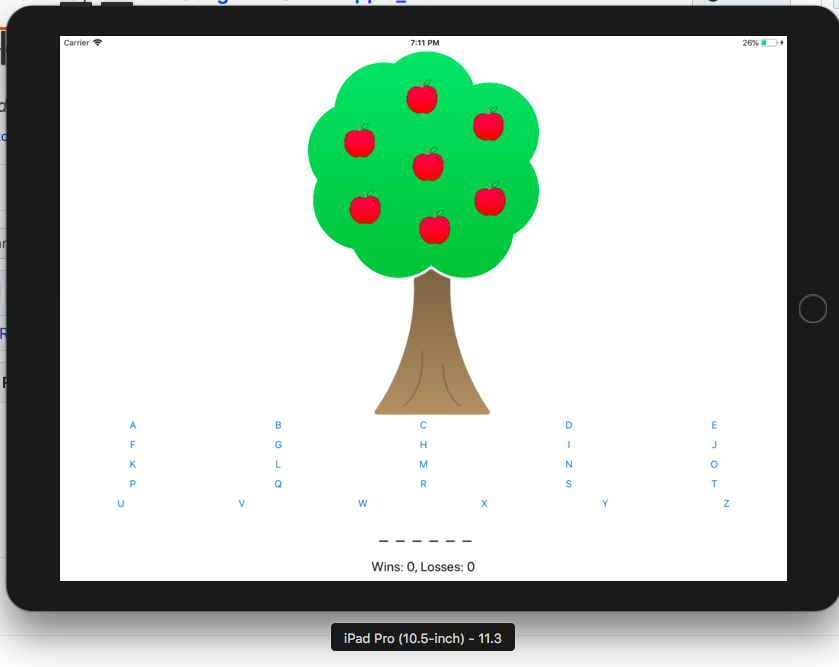 Carrier 7:11 PM 26%
A B C D E
F G H I J
K L M N O
P Q R S T
U V W X Y Z
_ _ _ _ _ _
Wins: 0, Losses: 0
iPad Pro (10.5-inch) - 11.3